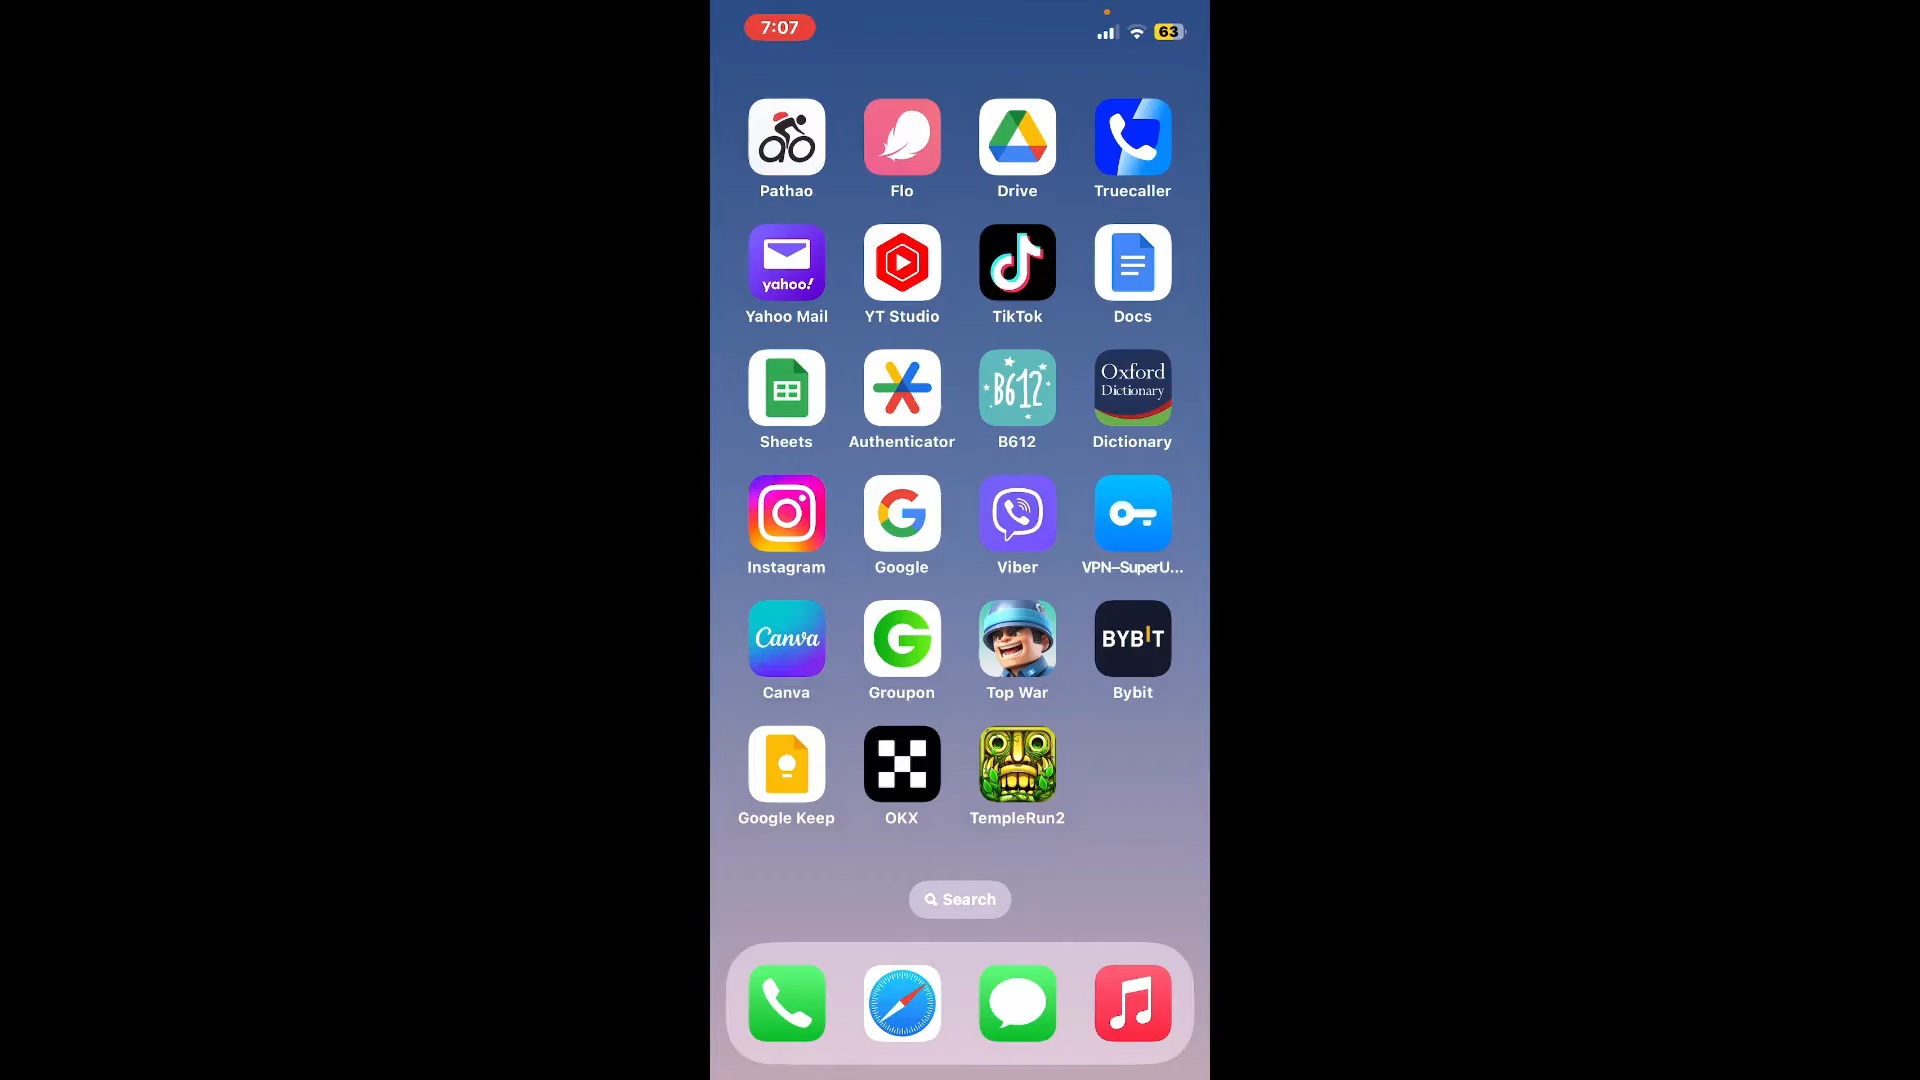 7:07
63
Pathao Flo Drive Truecaller
yahoo!
Yahoo Mail YT Studio TikTok Docs
B612
Oxford
Dictionary
Sheets Authenticator B612 Dictionary
Instagram Google Viber VPN–SuperU...
Canva
BYBIT
Canva Groupon Top War Bybit
Google Keep OKX TempleRun2
Search